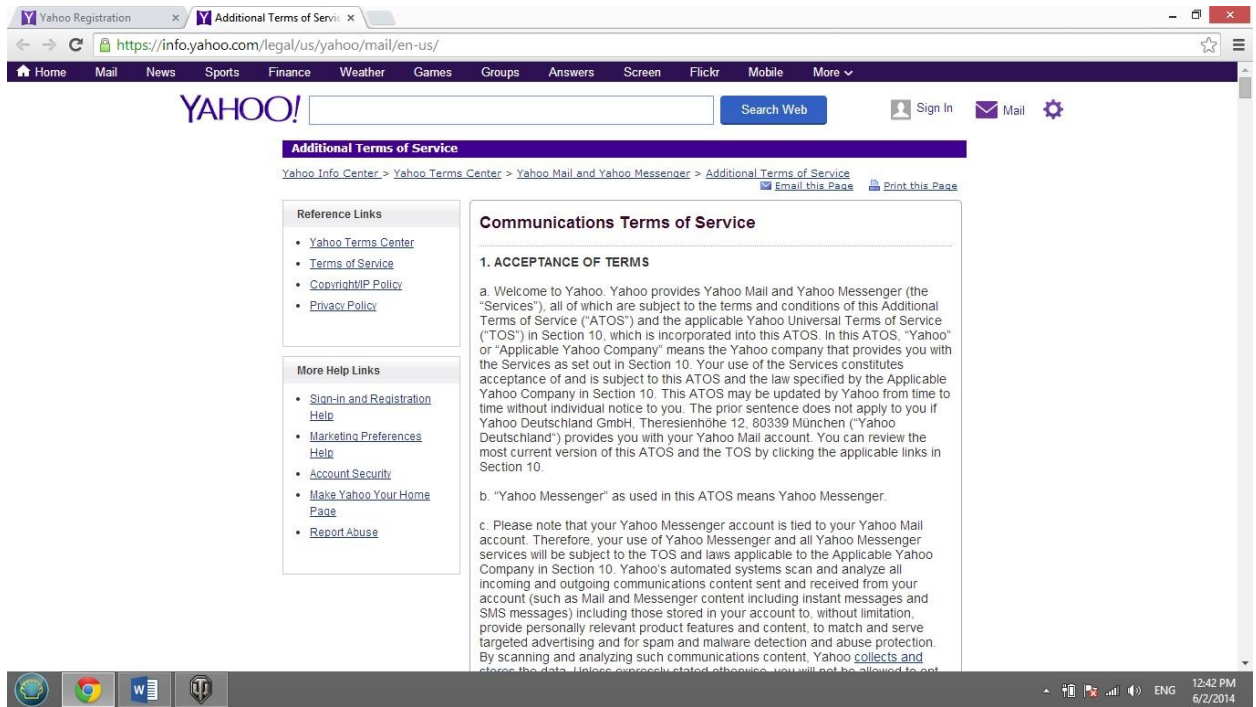 Yahoo Registration
Additional Terms of Servic
https://info.yahoo.com/legal/us/yahoo/mail/en-us/
Home Mail News Sports Finance Weather Games Groups Answers Screen Flickr Mobile More
YAHOO! Search Web Sign In Mail
Additional Terms of Service
Yahoo Info Center > Yahoo Terms Center > Yahoo Mail and Yahoo Messenger > Additional Terms of Service
Email this Page Print this Page
Reference Links
• Yahoo Terms Center
• Terms of Service
• Copyright/IP Policy
• Privacy Policy
More Help Links
• Sign-in and Registration
Help
• Marketing Preferences
Help
• Account Security
• Make Yahoo Your Home
Page
• Report Abuse
Communications Terms of Service
1. ACCEPTANCE OF TERMS
a. Welcome to Yahoo. Yahoo provides Yahoo Mail and Yahoo Messenger (the
“Services”), all of which are subject to the terms and conditions of this Additional
Terms of Service (“ATOS”) and the applicable Yahoo Universal Terms of Service
(“TOS”) in Section 10, which is incorporated into this ATOS. In this ATOS, “Yahoo”
or “Applicable Yahoo Company” means the Yahoo company that provides you with
the Services as set out in Section 10. Your use of the Services constitutes
acceptance of and is subject to this ATOS and the law specified by the Applicable
Yahoo Company in Section 10. This ATOS may be updated by Yahoo from time to
time without individual notice to you. The prior sentence does not apply to you if
Yahoo Deutschland GmbH, Theresienhöhe 12, 80339 München (“Yahoo
Deutschland”) provides you with your Yahoo Mail account. You can review the
most current version of this ATOS and the TOS by clicking the applicable links in
Section 10.
b. “Yahoo Messenger” as used in this ATOS means Yahoo Messenger.
c. Please note that your Yahoo Messenger account is tied to your Yahoo Mail
account. Therefore, your use of Yahoo Messenger and all Yahoo Messenger
services will be subject to the TOS and laws applicable to the Applicable Yahoo
Company in Section 10. Yahoo’s automated systems scan and analyze all
incoming and outgoing communications content sent and received from your
account (such as Mail and Messenger content including instant messages and
SMS messages) including those stored in your account to, without limitation,
provide personally relevant product features and content, to match and serve
targeted advertising and for spam and malware detection and abuse protection.
By scanning and analyzing such communications content, Yahoo collects and
stores the data. Unless expressly stated otherwise, you will not be allowed to opt
ENG 12:42 PM
6/2/2014